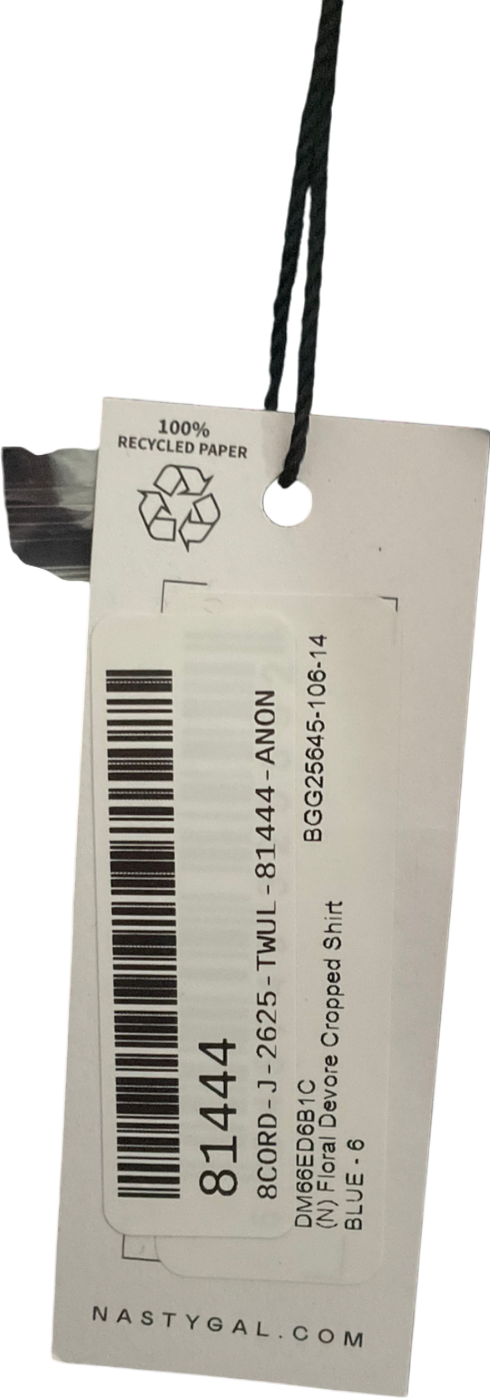 100%
RECYCLED PAPER
81444
8CORD-J-2625-TWUL-81444-ANON
BGG25645-106-14
DM66ED6B1C
(N) Floral Devore Cropped Shirt
BLUE - 6
NASTYGAL.COM